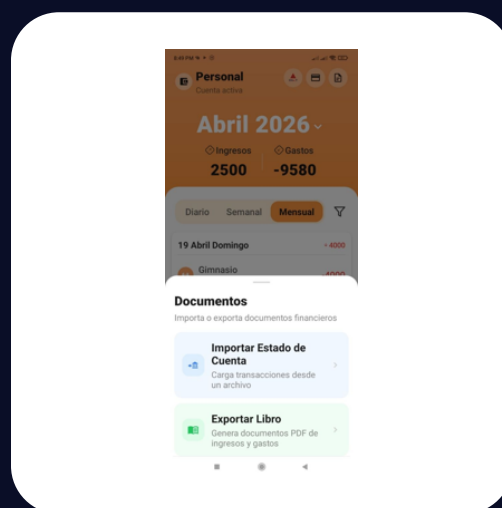 Personal
Cuenta activa
Abril 2026
Ingresos
Gastos
2500
-9580
Diario
Semanal
Mensual
19 Abril Domingo
Gimnasio
-4000
Documentos
Importa o exporta documentos financieros
Importar Estado de
Cuenta
Carga transacciones desde
un archivo
Exportar Libro
Genera documentos PDF de
ingresos y gastos